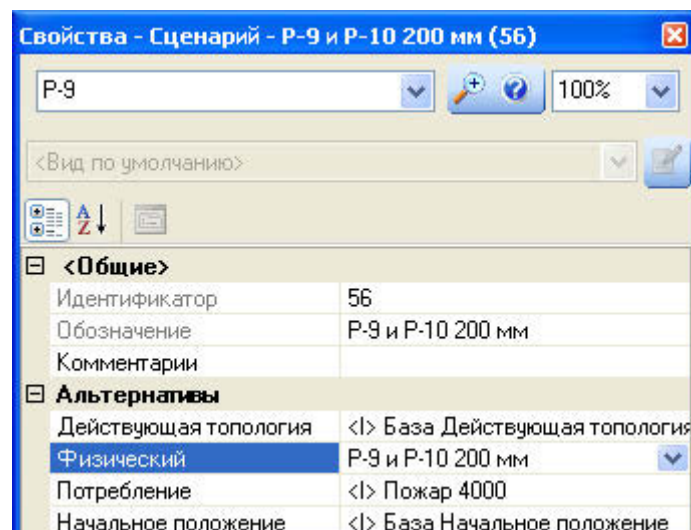 Свойства - Сценарий - Р-9 и Р-10 200 мм (56)
Р-9 100%
<Вид по умолчанию>
<Общие>
Идентификатор 56
Обозначение Р-9 и Р-10 200 мм
Комментарии
Альтернативы
Действующая топология <I> База Действующая топология
Физический Р-9 и Р-10 200 мм
Потребление <I> Пожар 4000
Начальное положение <I> База Начальное положение